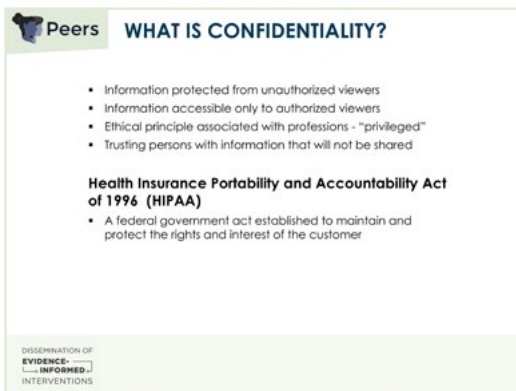 Peers
WHAT IS CONFIDENTIALITY?
▪ Information protected from unauthorized viewers
▪ Information accessible only to authorized viewers
▪ Ethical principle associated with professions - “privileged”
▪ Trusting persons with information that will not be shared
Health Insurance Portability and Accountability Act
of 1996 (HIPAA)
▪ A federal government act established to maintain and
protect the rights and interest of the customer
DISSEMINATION OF
EVIDENCE-
INFORMED
INTERVENTIONS